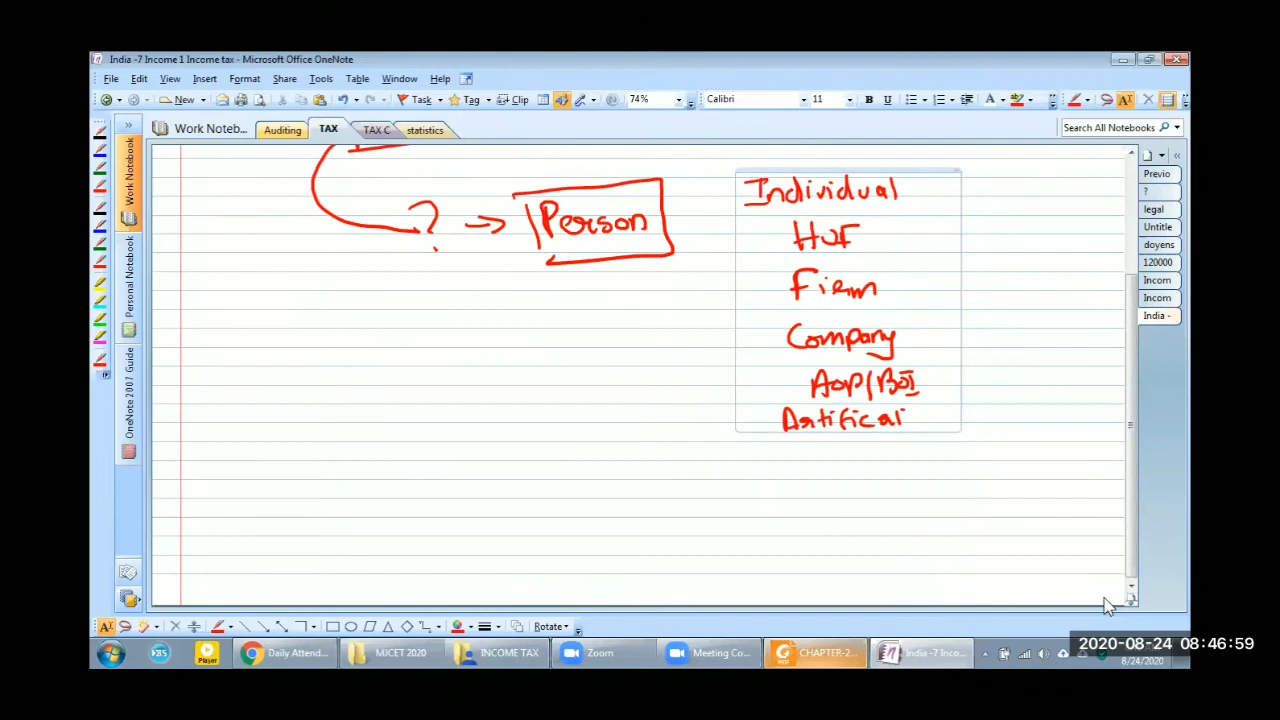 India -7 Income 1 Income tax - Microsoft Office OneNote
File Edit View Insert Format Share Tools Table Window Help
New Task Tag Clip 74% Calibri 11 B U A ab A
Work Noteb... Auditing TAX TAX C statistics Search All Notebooks
Work Notebook
Personal Notebook
OneNote 2007 Guide
? → Person
Individual
HUF
Firm
Company
AOP/BOI
Artifical
Previo
?
legal
Untitle
doyens
120000
Incom
Incom
India -
Rotate
365 Player Daily Attend... MJCET 2020 INCOME TAX Zoom Meeting Co... CHAPTER-2... India -7 Inco...
2020-08-24 08:46:59
8/24/2020